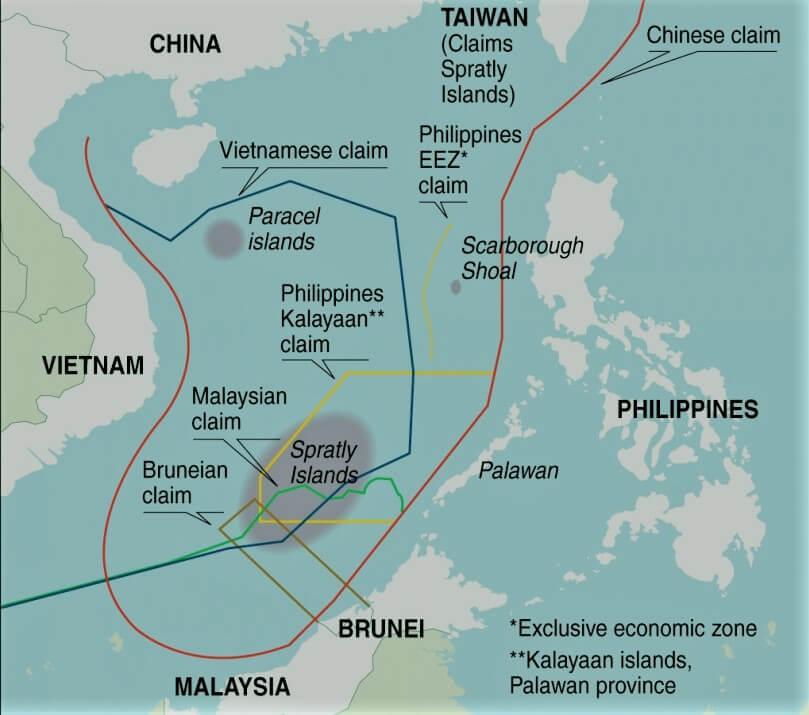 TAIWAN
(Claims
Spratly
Islands)
CHINA
Chinese claim
Philippines
EEZ*
claim
Vietnamese claim
Paracel
islands
Scarborough
Shoal
Philippines
Kalayaan**
claim
VIETNAM
Malaysian
claim
PHILIPPINES
Spratly
Islands
Bruneian
claim
Palawan
BRUNEI
*Exclusive economic zone
**Kalayaan islands,
Palawan province
MALAYSIA